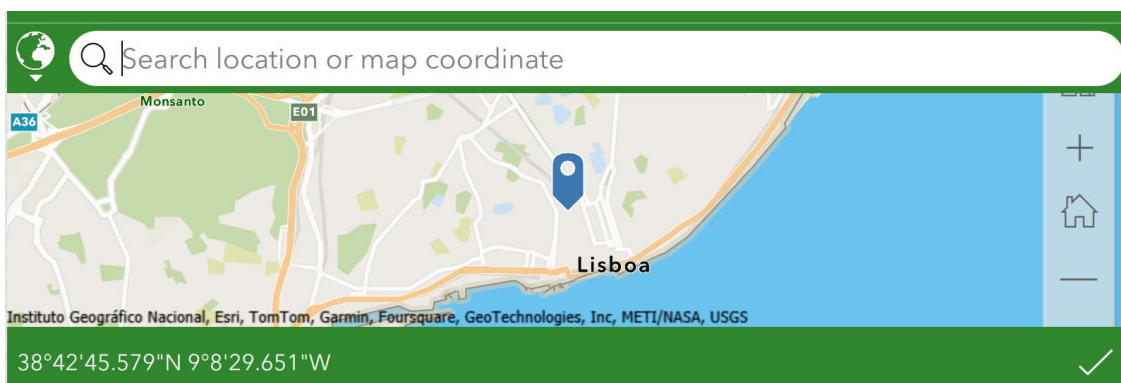 Search location or map coordinate
Monsanto
A36
E01
Lisboa
Instituto Geográfico Nacional, Esri, TomTom, Garmin, Foursquare, GeoTechnologies, Inc, METI/NASA, USGS
38°42'45.579"N 9°8'29.651"W